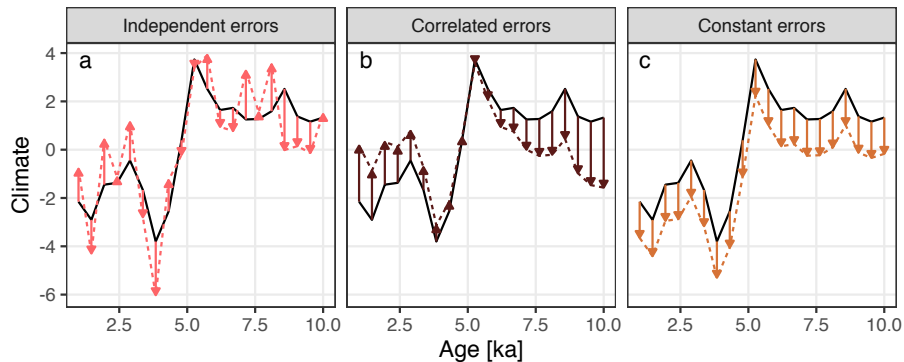 Independent errors
Correlated errors
Constant errors
a
b
c
Climate
4
2
0
-2
-4
-6
2.5 5.0 7.5 10.0
2.5 5.0 7.5 10.0
2.5 5.0 7.5 10.0
Age [ka]